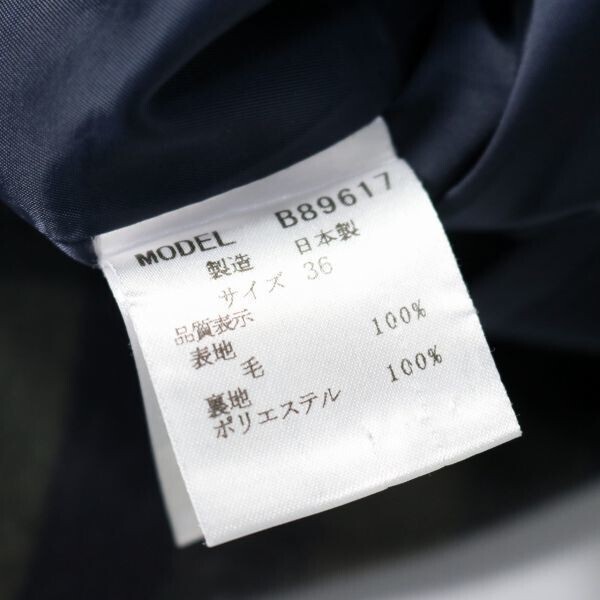 MODEL B89617
製造 日本製
サイズ 36
品質表示
表地 100%
毛
裏地 100%
ポリエステル